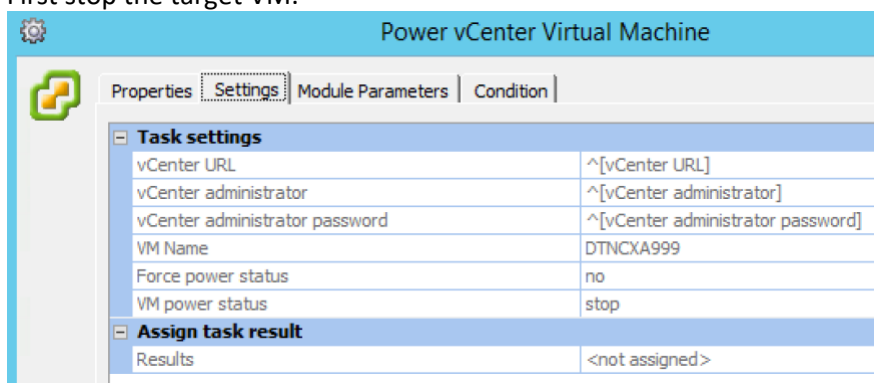 First stop the target VM:
Power vCenter Virtual Machine
Properties Settings Module Parameters Condition
Task settings
vCenter URL ^[vCenter URL]
vCenter administrator ^[vCenter administrator]
vCenter administrator password ^[vCenter administrator password]
VM Name DTNCXA999
Force power status no
VM power status stop
Assign task result
Results <not assigned>